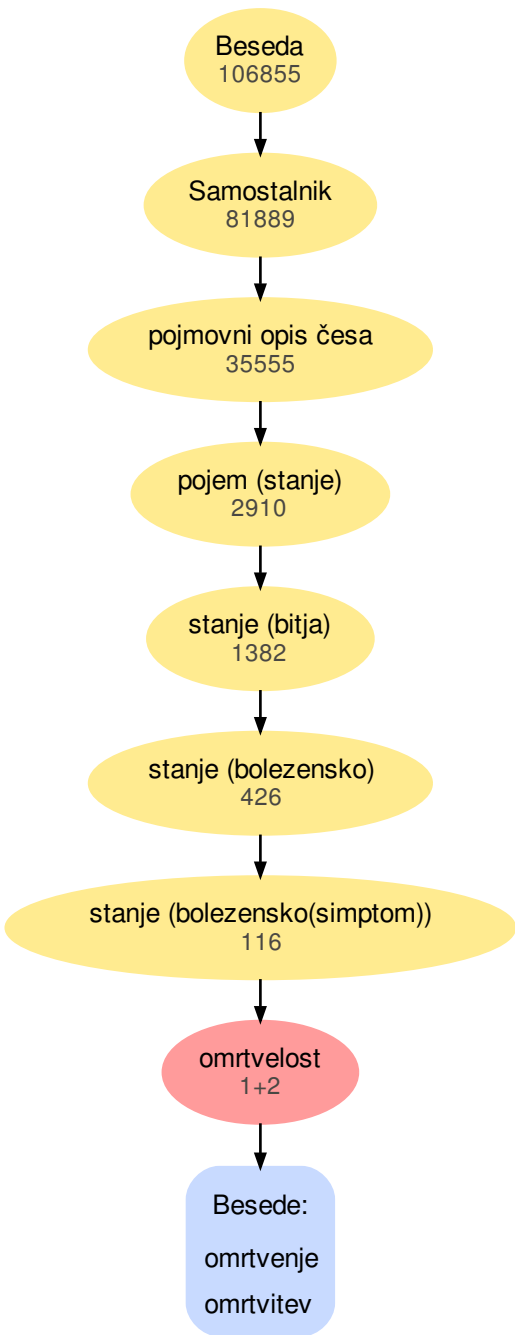 Beseda
106855
Samostalnik
81889
pojmovni opis česa
35555
pojem (stanje)
2910
stanje (bitja)
1382
stanje (bolezensko)
426
stanje (bolezensko(simptom))
116
omrtvelost
1+2
Besede:
omrtvenje
omrtvitev